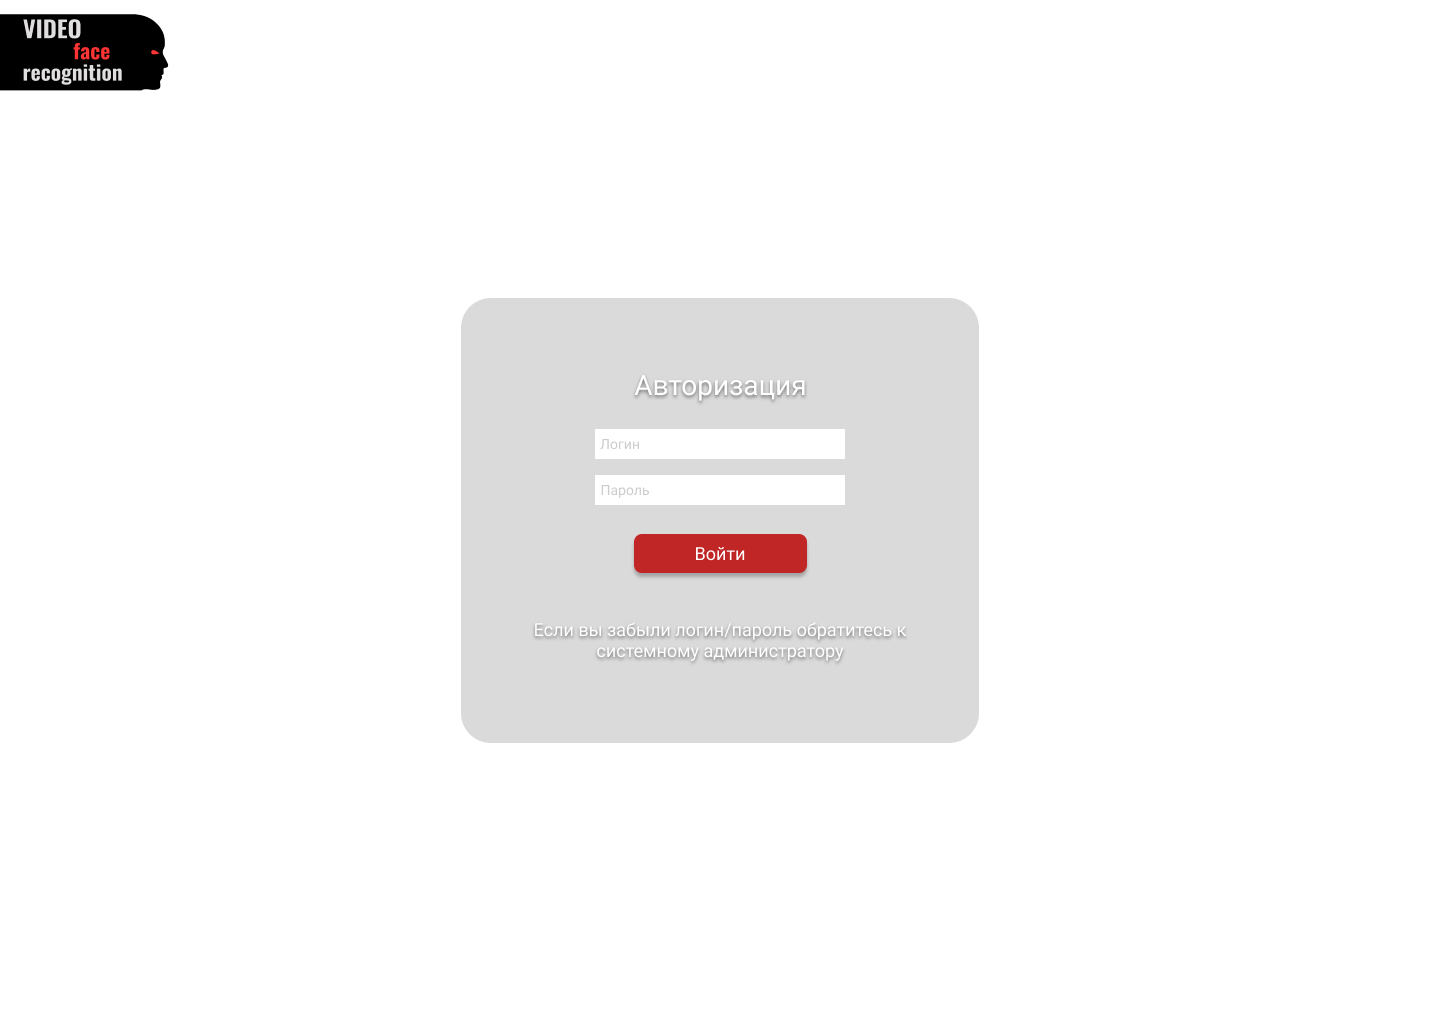 VIDEO
face
recognition
Авторизация
Логин
Пароль
Войти
Если вы забыли логин/пароль обратитесь к
системному администратору